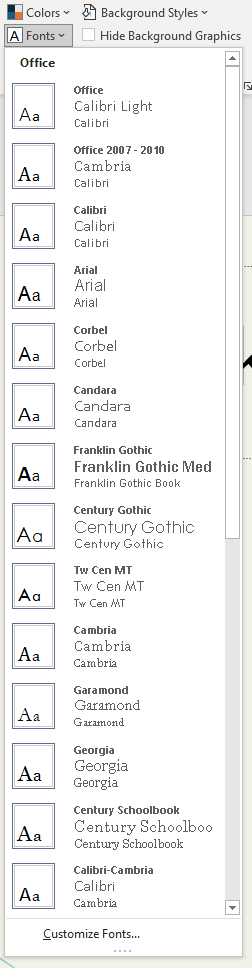 Colors Background Styles
A Fonts Hide Background Graphics
Office
Aa
Office
Calibri Light
Calibri
Aa
Office 2007 - 2010
Cambria
Calibri
Aa
Calibri
Calibri
Calibri
Aa
Arial
Arial
Arial
Aa
Corbel
Corbel
Corbel
Aa
Candara
Candara
Candara
Aa
Franklin Gothic
Franklin Gothic Med
Franklin Gothic Book
Aa
Century Gothic
Century Gothic
Century Gothic
Aa
Tw Cen MT
Tw Cen MT
Tw Cen MT
Aa
Cambria
Cambria
Cambria
Aa
Garamond
Garamond
Garamond
Aa
Georgia
Georgia
Georgia
Aa
Century Schoolbook
Century Schoolboo
Century Schoolbook
Aa
Calibri-Cambria
Calibri
Cambria
Customize Fonts...